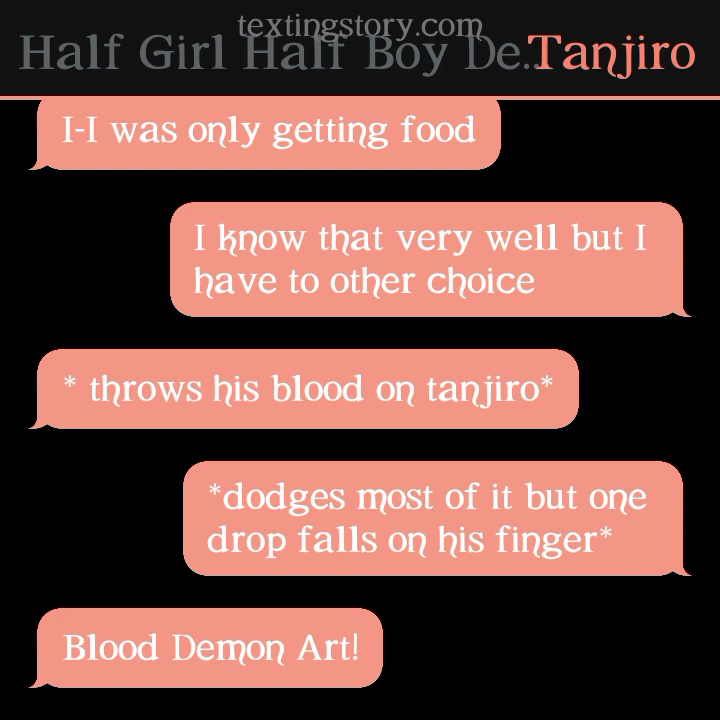 textingstory.com
Half Girl Half Boy De..Tanjiro
I-I was only getting food
I know that very well but I
have to other choice
* throws his blood on tanjiro*
*dodges most of it but one
drop falls on his finger*
Blood Demon Art!